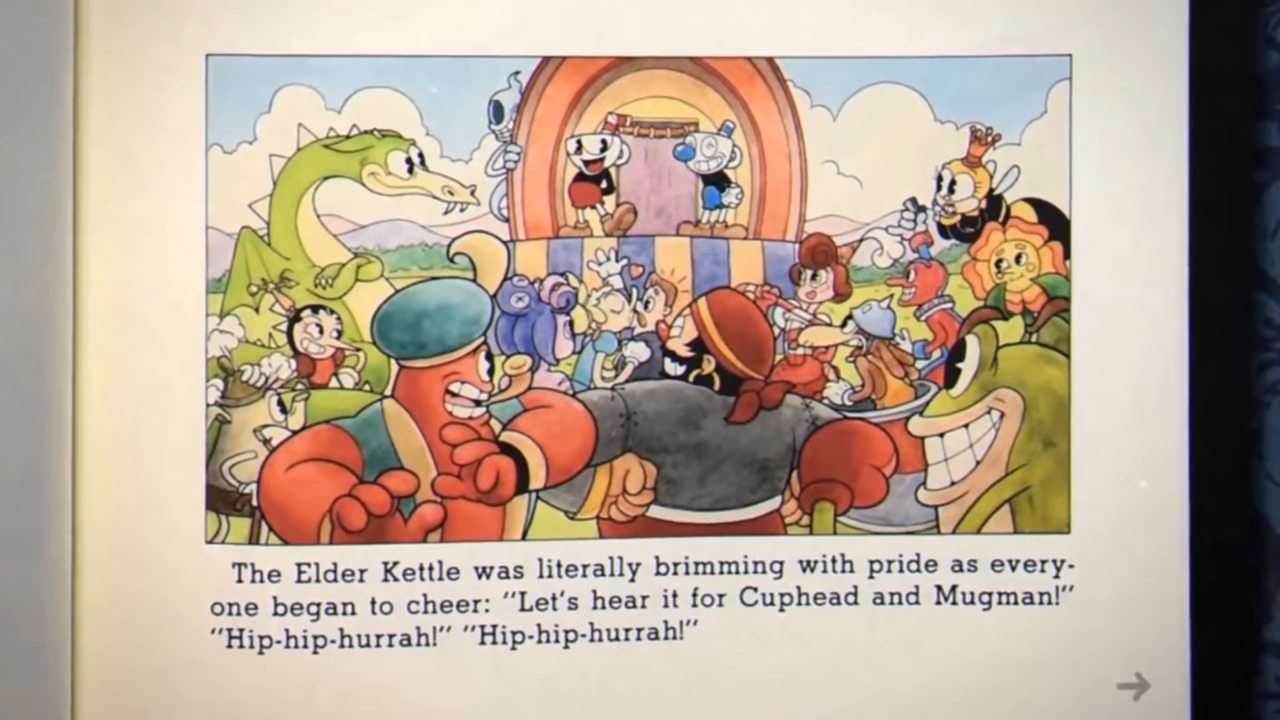 The Elder Kettle was literally brimming with pride as every-
one began to cheer: "Let's hear it for Cuphead and Mugman!"
"Hip-hip-hurrah!" "Hip-hip-hurrah!"